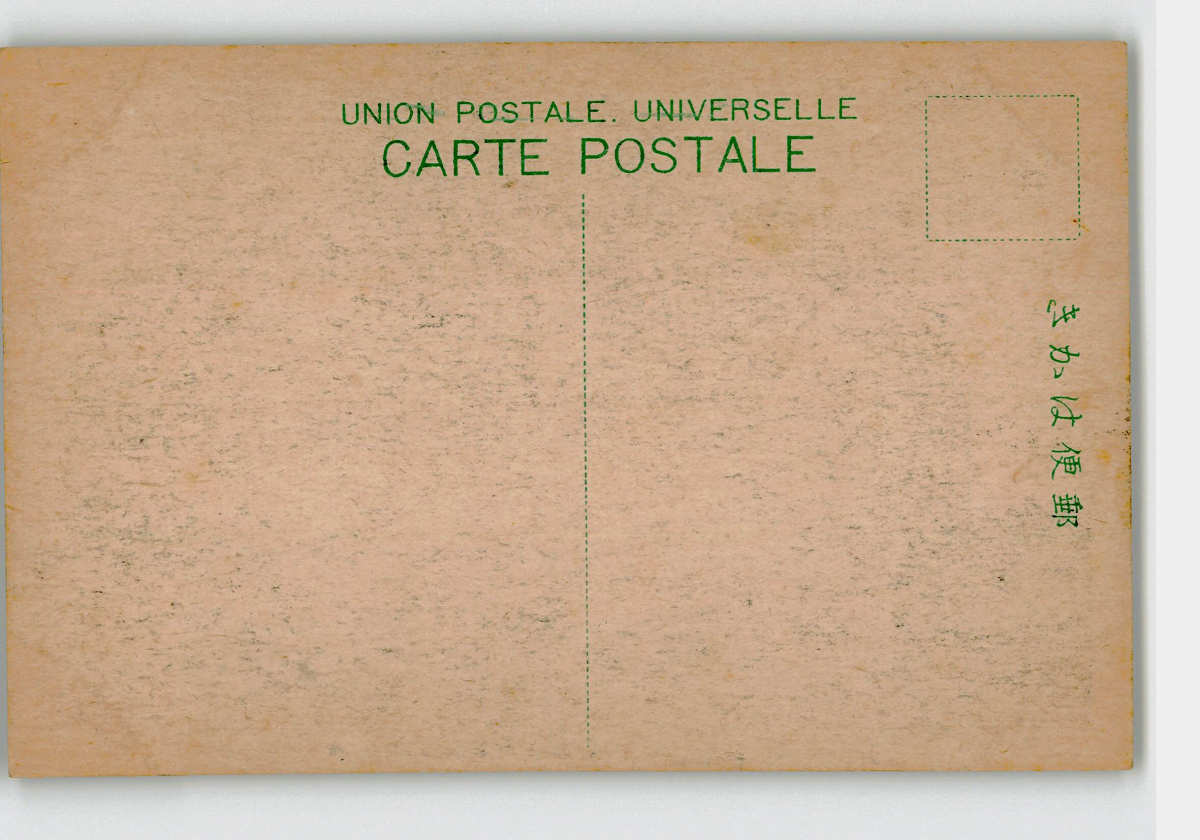 UNION POSTALE. UNIVERSELLE
CARTE POSTALE
郵便はかき